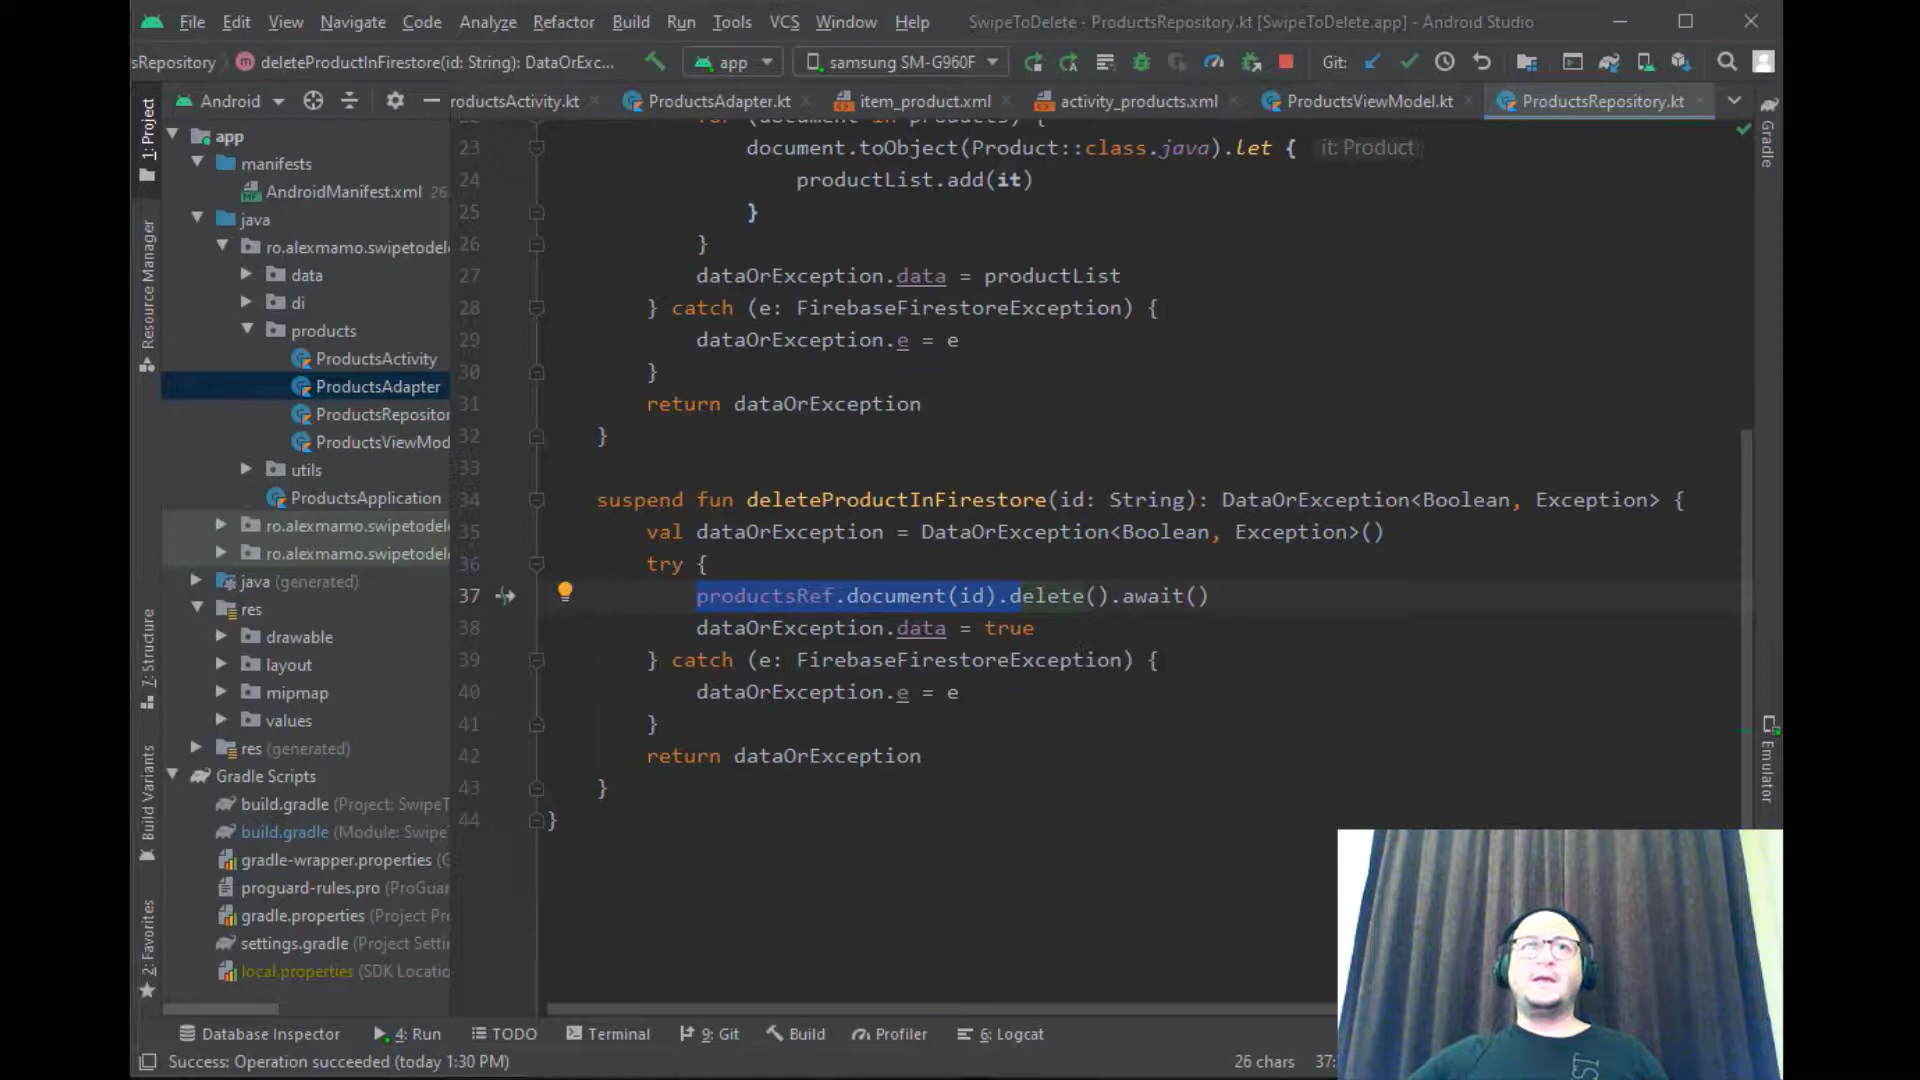 File Edit View Navigate Code Analyze Refactor Build Run Tools VCS Window Help SwipeToDelete - ProductsRepository.kt [SwipeToDelete.app] - Android Studio
sRepository deleteProductInFirestore(id: String): DataOrExc... app samsung SM-G960F Git:
Android roductsActivity.kt ProductsAdapter.kt item_product.xml activity_products.xml ProductsViewModel.kt ProductsRepository.kt
1: Project
Resource Manager
7: Structure
Build Variants
2: Favorites
Gradle
Emulator
app
manifests
AndroidManifest.xml 26
java
ro.alexmamo.swipetodel
data
di
products
ProductsActivity
ProductsAdapter
ProductsRepositor
ProductsViewMod
utils
ProductsApplication
ro.alexmamo.swipetodel
ro.alexmamo.swipetodel
java (generated)
res
drawable
layout
mipmap
values
res (generated)
Gradle Scripts
build.gradle (Project: SwipeT
build.gradle (Module: Swipe
gradle-wrapper.properties (G
proguard-rules.pro (ProGua
gradle.properties (Project Pr
settings.gradle (Project Setti
local.properties (SDK Locatio
for (document in products) {
23 document.toObject(Product::class.java).let { it: Product
24 productList.add(it)
25 }
26 }
27 dataOrException.data = productList
28 } catch (e: FirebaseFirestoreException) {
29 dataOrException.e = e
30 }
31 return dataOrException
32 }
33
34 suspend fun deleteProductInFirestore(id: String): DataOrException<Boolean, Exception> {
35 val dataOrException = DataOrException<Boolean, Exception>()
36 try {
37 productsRef.document(id).delete().await()
38 dataOrException.data = true
39 } catch (e: FirebaseFirestoreException) {
40 dataOrException.e = e
41 }
42 return dataOrException
43 }
44 }
Database Inspector 4: Run TODO Terminal 9: Git Build Profiler 6: Logcat
Success: Operation succeeded (today 1:30 PM) 26 chars 37: